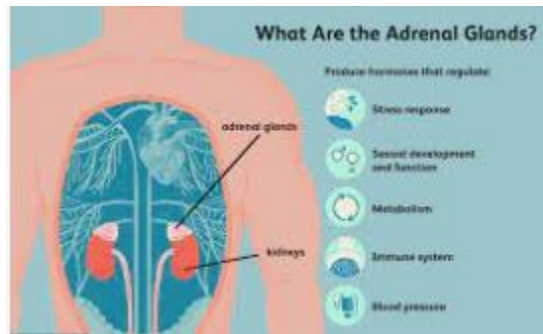 What Are the Adrenal Glands?
Produce hormones that regulate:
Stress response
adrenal glands
Sexual development
and function
Metabolism
kidneys
Immune system
Blood pressure